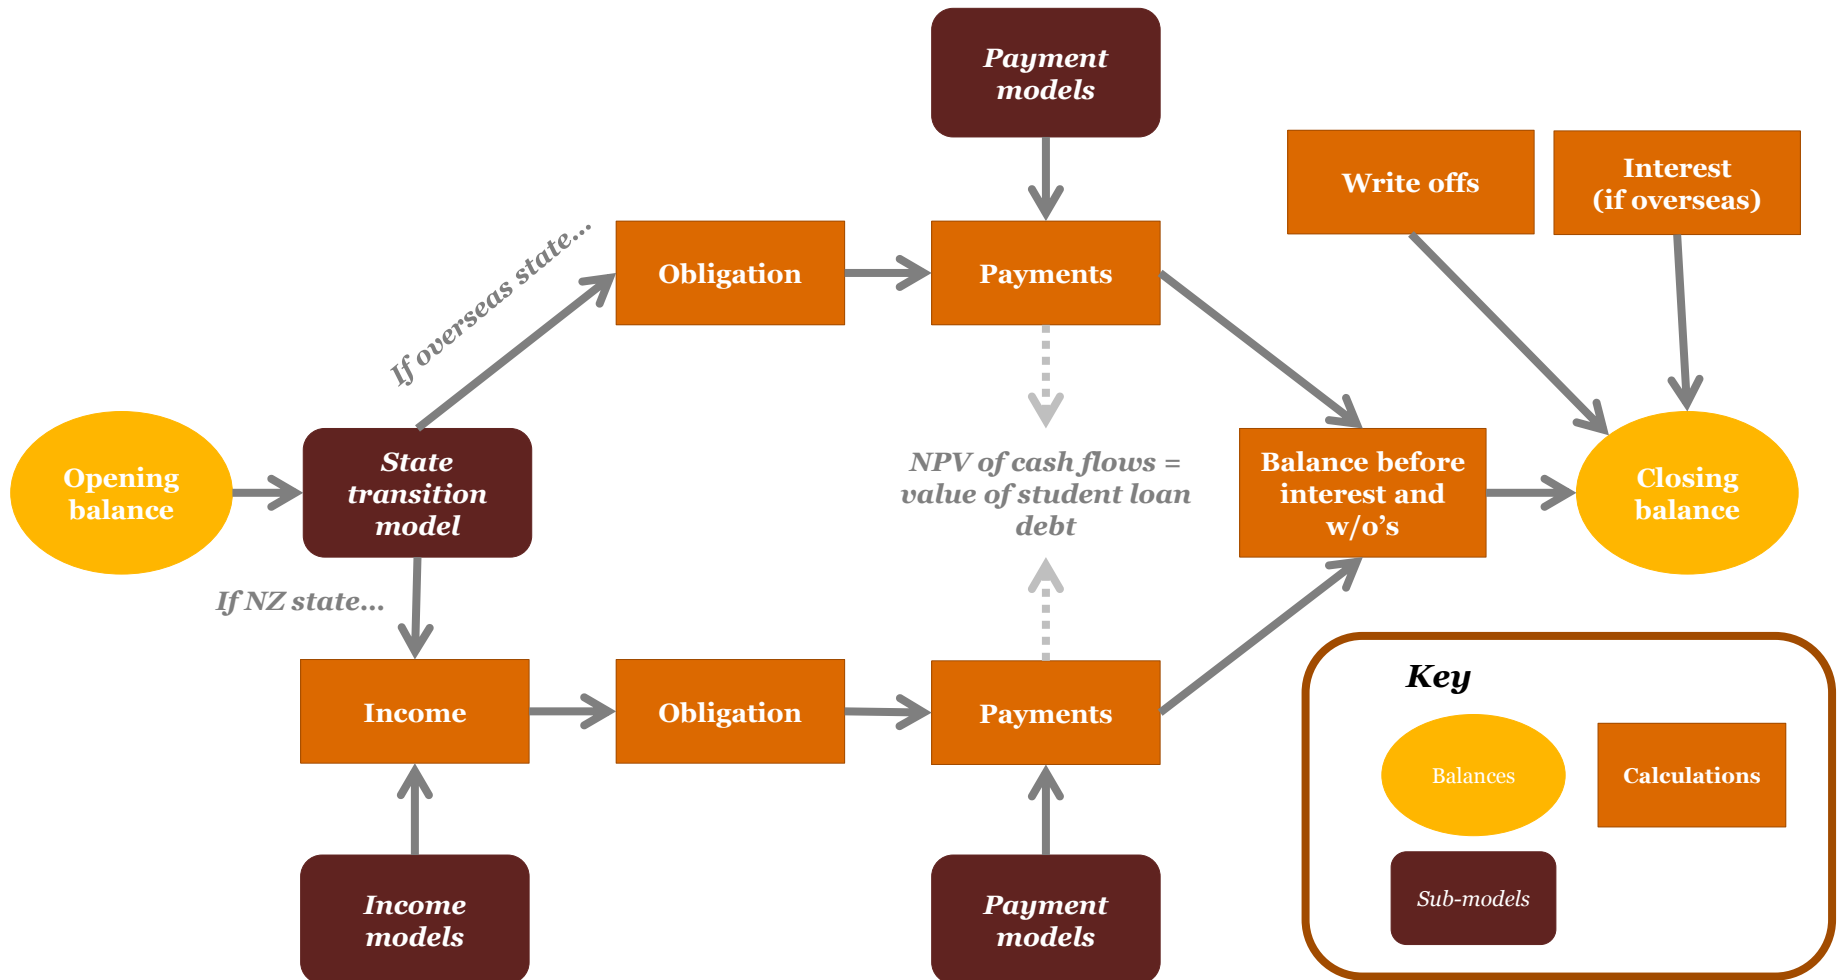 Payment
models
Write offs
Interest
(if overseas)
If overseas state...
Obligation
Payments
Opening
balance
State
transition
model
NPV of cash flows =
value of student loan
debt
Balance before
interest and
w/o's
Closing
balance
If NZ state...
Income
Obligation
Payments
Income
models
Payment
models
Key
Balances
Calculations
Sub-models